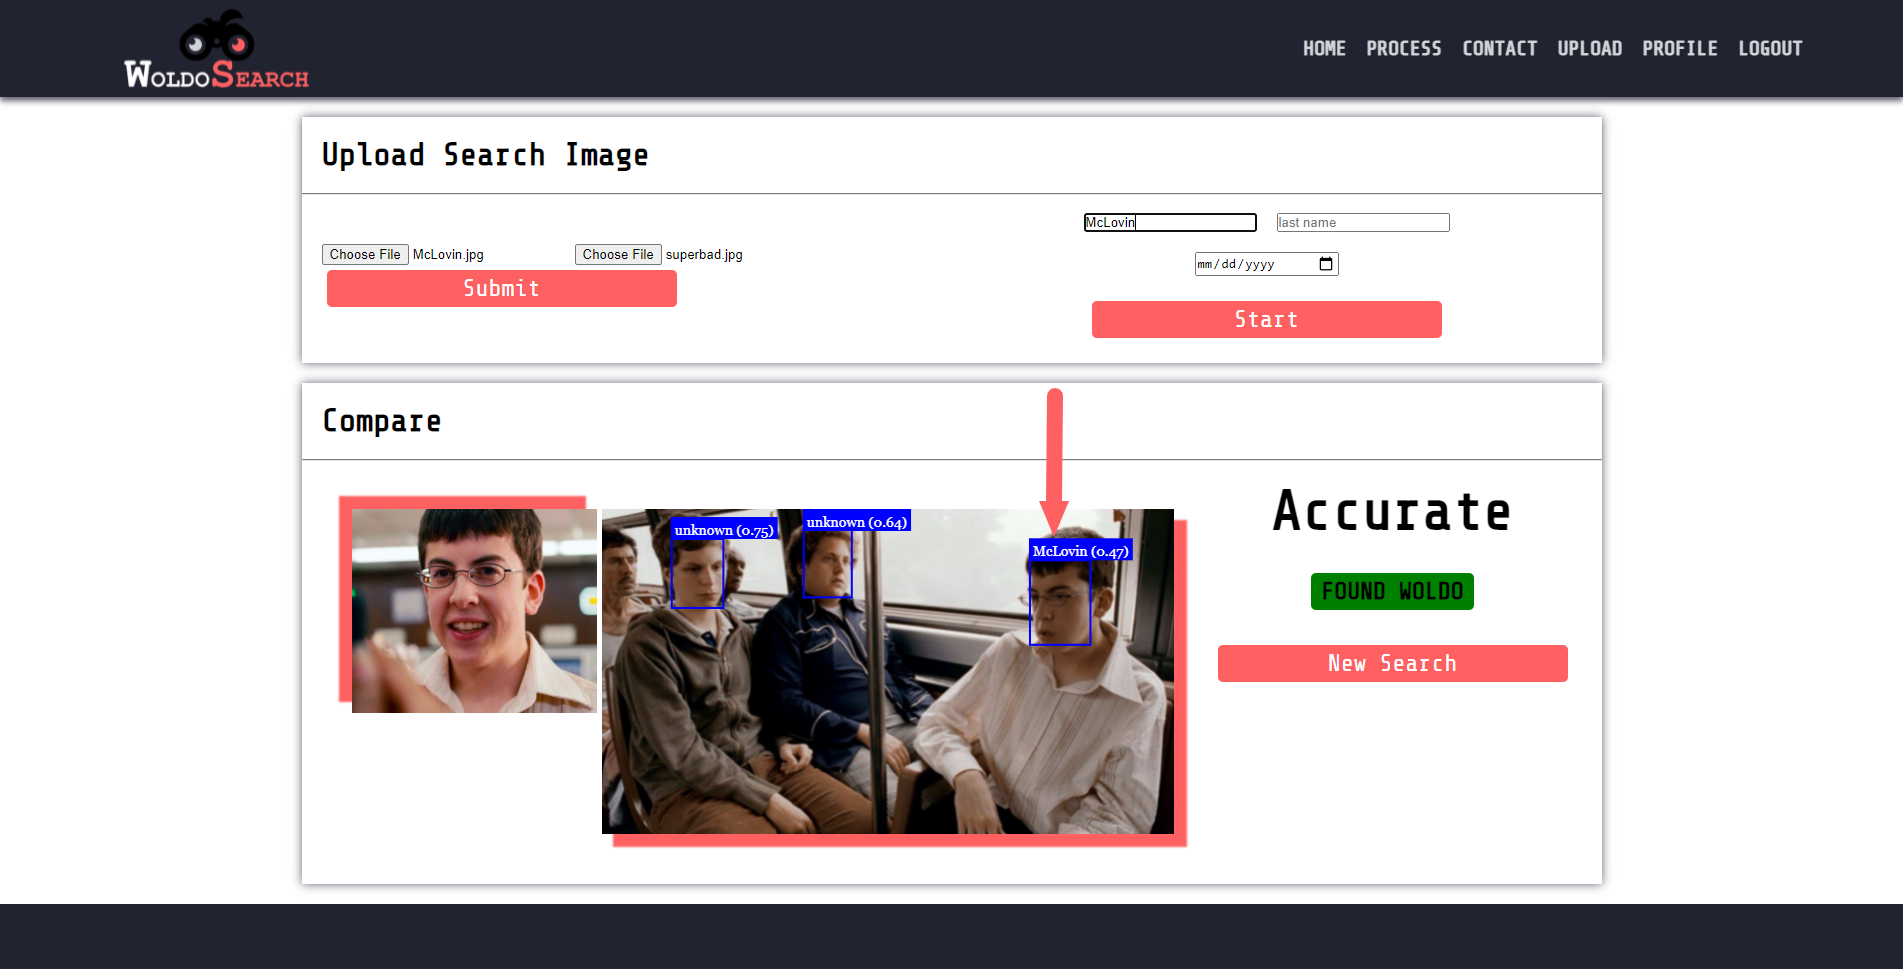 WOLDOSEARCH
HOME PROCESS CONTACT UPLOAD PROFILE LOGOUT
Upload Search Image
McLovin last name
Choose File McLovin.jpg Choose File superbad.jpg
mm/dd/yyyy
Submit
Start
Compare
Accurate
unknown (0.75) unknown (0.64)
McLovin (0.47)
FOUND WOLDO
New Search